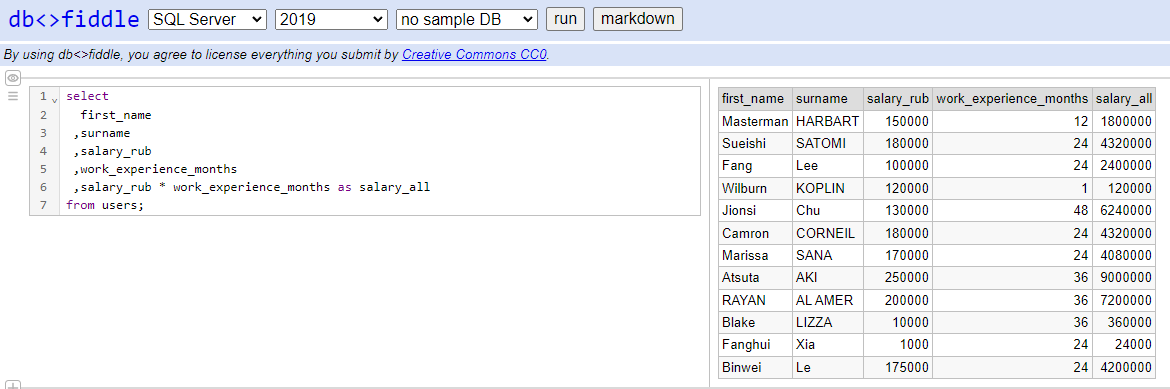 db<>fiddle SQL Server 2019 no sample DB run markdown
By using db<>fiddle, you agree to license everything you submit by Creative Commons CC0.
1 select
2 first_name
3 ,surname
4 ,salary_rub
5 ,work_experience_months
6 ,salary_rub * work_experience_months as salary_all
7 from users;
first_name surname salary_rub work_experience_months salary_all
Masterman HARBART 150000 12 1800000
Sueishi SATOMI 180000 24 4320000
Fang Lee 100000 24 2400000
Wilburn KOPLIN 120000 1 120000
Jionsi Chu 130000 48 6240000
Camron CORNEIL 180000 24 4320000
Marissa SANA 170000 24 4080000
Atsuta AKI 250000 36 9000000
RAYAN AL AMER 200000 36 7200000
Blake LIZZA 10000 36 360000
Fanghui Xia 1000 24 24000
Binwei Le 175000 24 4200000